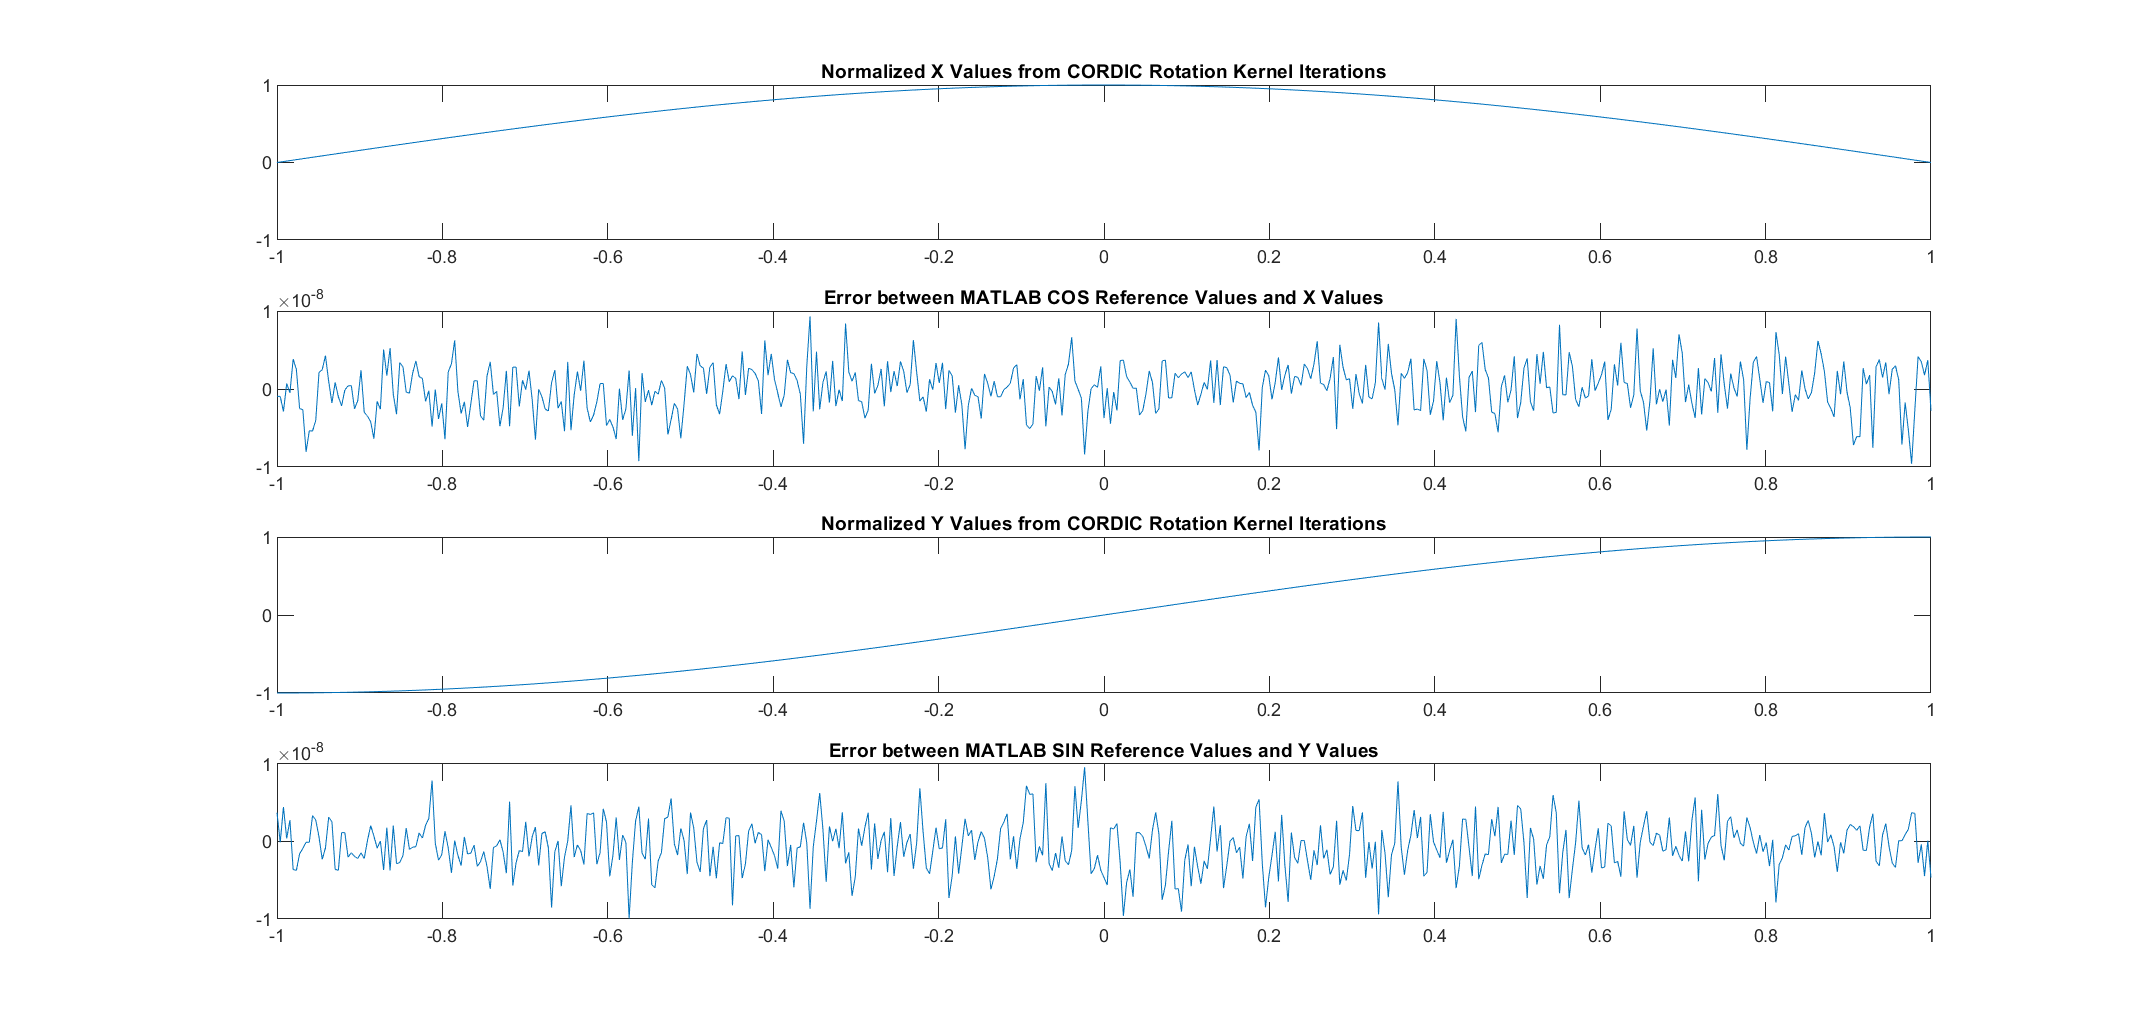 Normalized X Values from CORDIC Rotation Kernel Iterations
1
0
-1
-1 -0.8 -0.6 -0.4 -0.2 0 0.2 0.4 0.6 0.8 1
×10-8
Error between MATLAB COS Reference Values and X Values
1
0
-1
-1 -0.8 -0.6 -0.4 -0.2 0 0.2 0.4 0.6 0.8 1
Normalized Y Values from CORDIC Rotation Kernel Iterations
1
0
-1
-1 -0.8 -0.6 -0.4 -0.2 0 0.2 0.4 0.6 0.8 1
×10-8
Error between MATLAB SIN Reference Values and Y Values
1
0
-1
-1 -0.8 -0.6 -0.4 -0.2 0 0.2 0.4 0.6 0.8 1